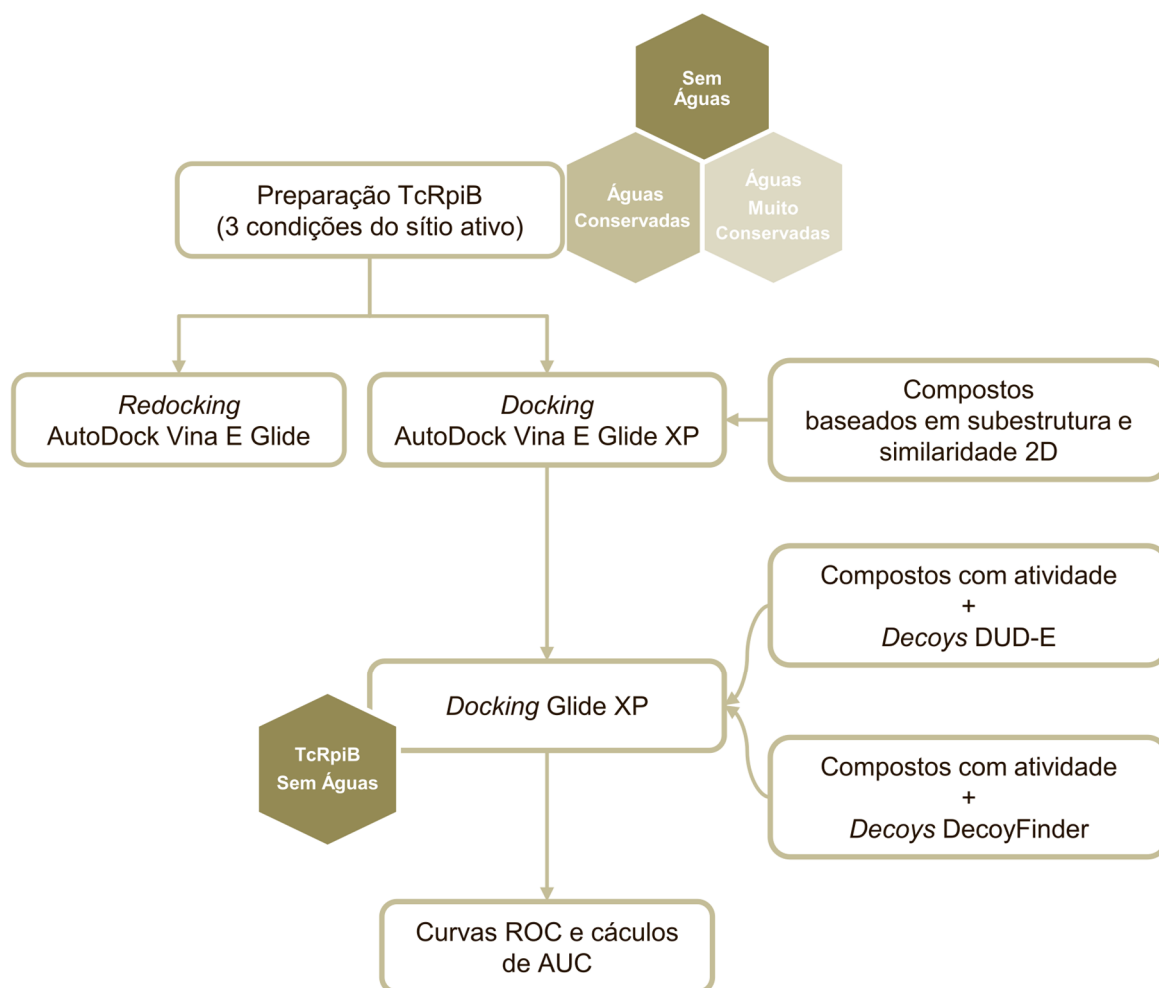 Sem
Águas
Preparação TcRpiB
(3 condições do sítio ativo)
Águas
Conservadas
Águas
Muito
Conservadas
Redocking
AutoDock Vina E Glide
Docking
AutoDock Vina E Glide XP
Compostos
baseados em subestrutura e
similaridade 2D
Compostos com atividade
+
Decoys DUD-E
Docking Glide XP
TcRpiB
Sem Águas
Compostos com atividade
+
Decoys DecoyFinder
Curvas ROC e cáculos
de AUC